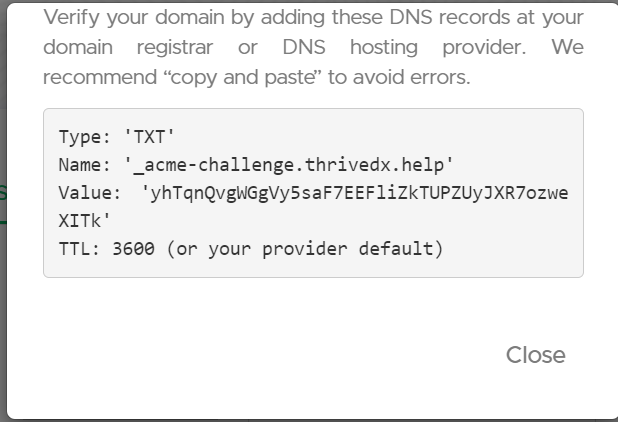 Verify your domain by adding these DNS records at your
domain registrar or DNS hosting provider. We
recommend “copy and paste” to avoid errors.
Type: 'TXT'
Name: '_acme-challenge.thrivedx.help'
Value:  'yhTqnQvgWGgVy5saF7EEFliZkTUPZUyJXR7ozwe
XITk'
TTL: 3600 (or your provider default)
Close